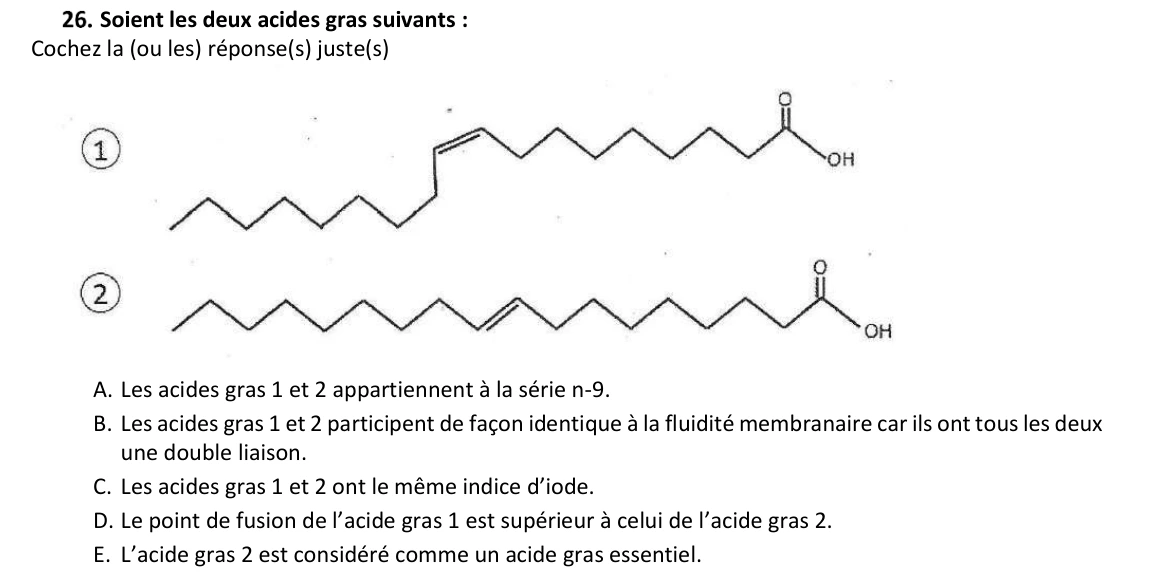 26. Soient les deux acides gras suivants :
Cochez la (ou les) réponse(s) juste(s)
O
1
OH
O
2
OH
A. Les acides gras 1 et 2 appartiennent à la série n-9.
B. Les acides gras 1 et 2 participent de façon identique à la fluidité membranaire car ils ont tous les deux
une double liaison.
C. Les acides gras 1 et 2 ont le même indice d’iode.
D. Le point de fusion de l’acide gras 1 est supérieur à celui de l’acide gras 2.
E. L’acide gras 2 est considéré comme un acide gras essentiel.